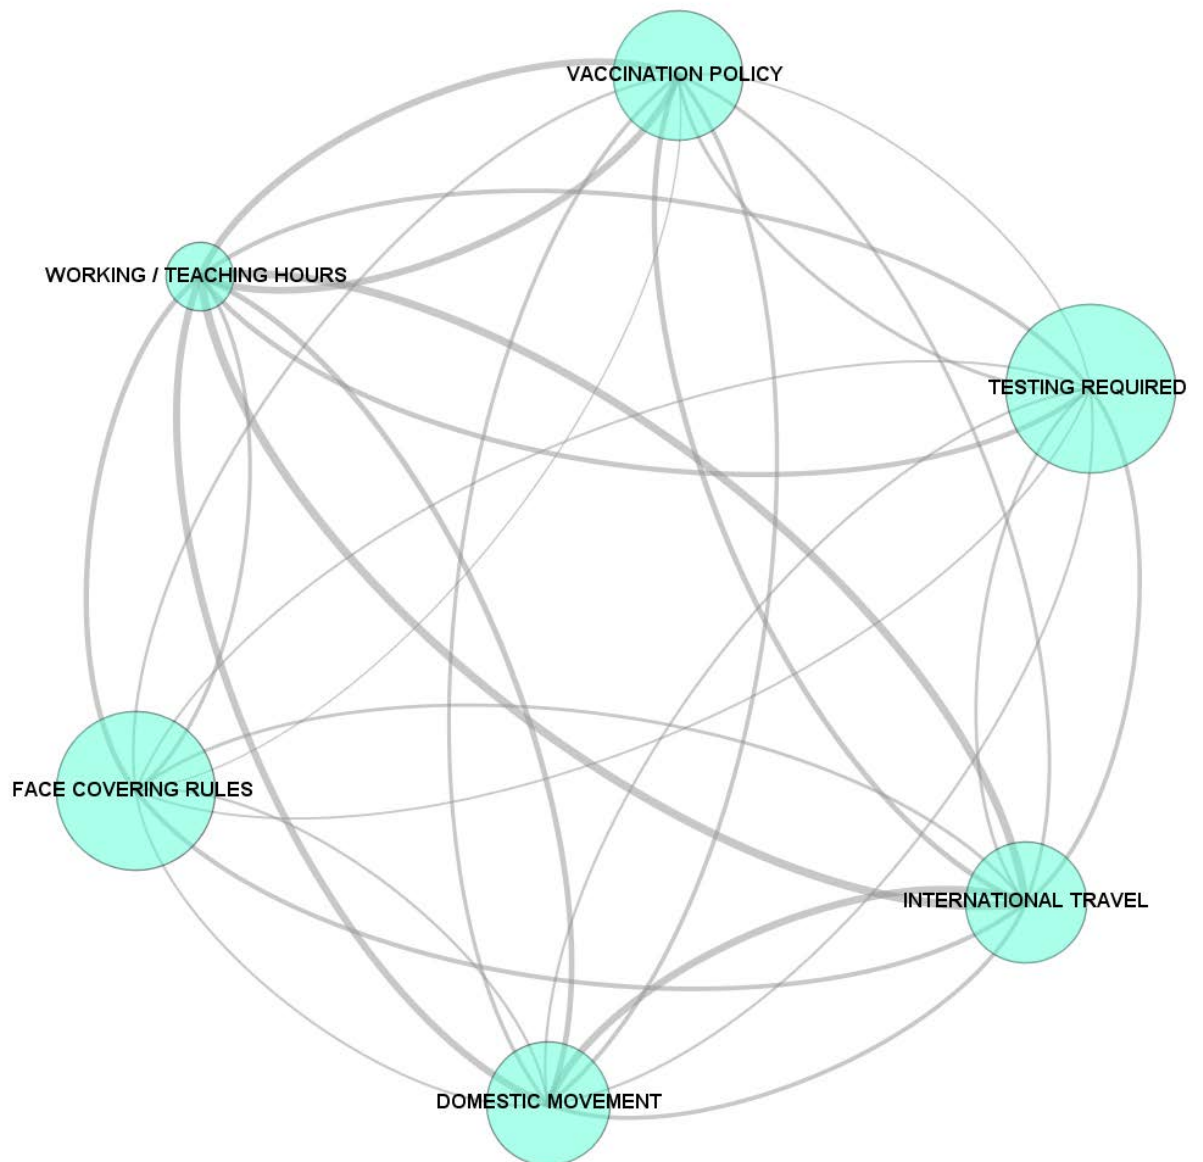 VACCINATION POLICY
WORKING / TEACHING HOURS
TESTING REQUIRED
FACE COVERING RULES
INTERNATIONAL TRAVEL
DOMESTIC MOVEMENT